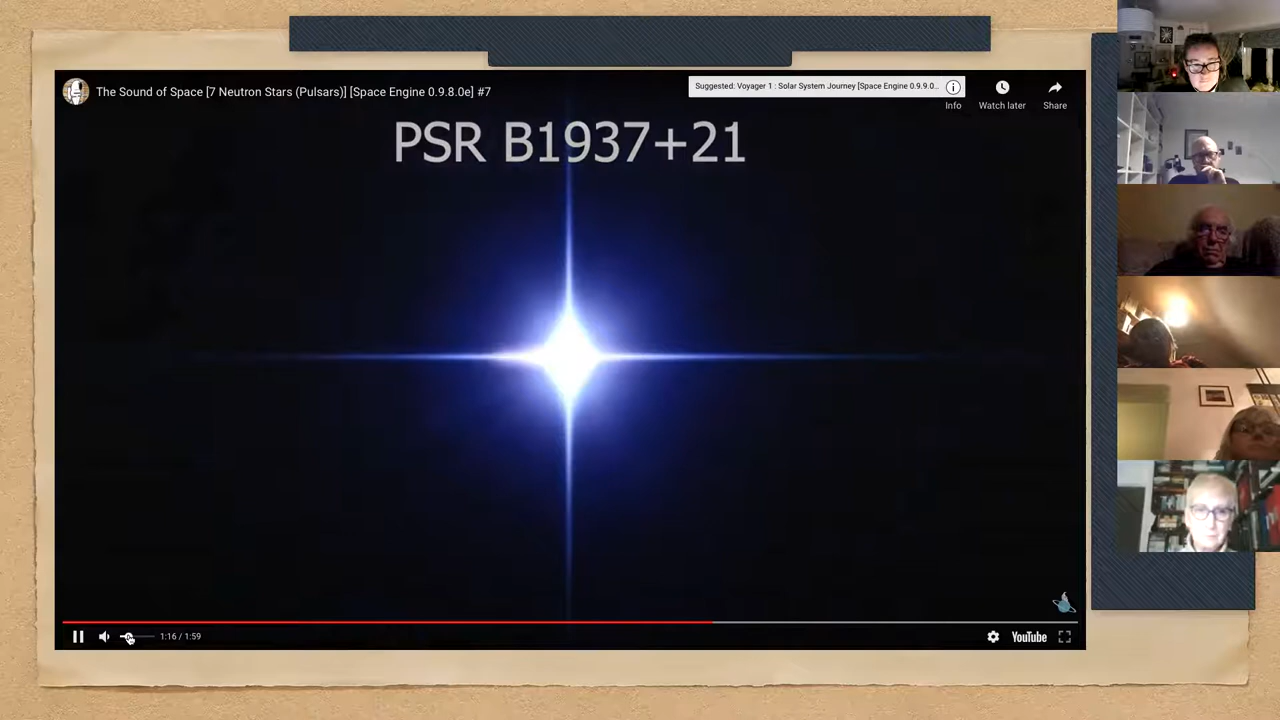 The Sound of Space [7 Neutron Stars (Pulsars)] [Space Engine 0.9.8.0e] #7
Suggested: Voyager 1 : Solar System Journey [Space Engine 0.9.9.0...
Info
Watch later
Share
PSR B1937+21
1:16 / 1:59
YouTube